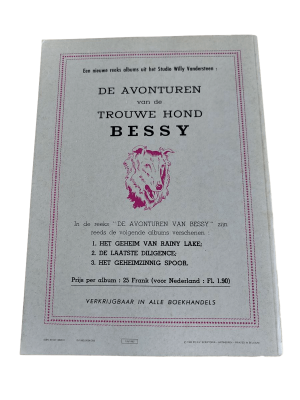 Een nieuwe reeks albums uit het Studio Willy Vandersteen :
DE AVONTUREN
van de
TROUWE HOND
BESSY
In de reeks "DE AVONTUREN VAN BESSY" zijn
reeds de volgende albums verschenen:
1. HET GEHEIM VAN RAINY LAKE;
2. DE LAATSTE DILIGENCE;
3. HET GEHEIMZINNIG SPOOR.
Prijs per album : 25 Frank (voor Nederland : Fl. 1.90)
VERKRIJGBAAR IN ALLE BOEKHANDELS